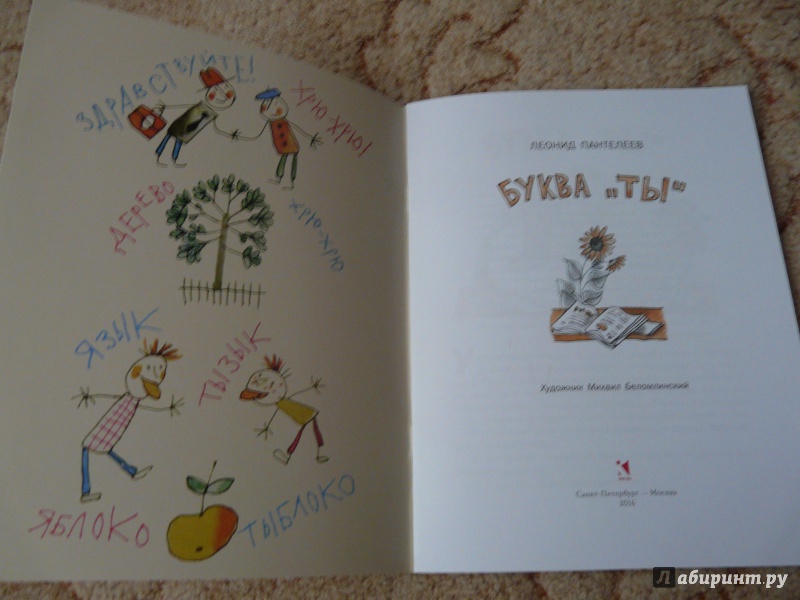 ЗДРАВСТВУЙТЕ!
ХРЮ-ХРЮ!
ДЕРЕВО
ХРЮ-ХРЮ
ЯЗЫК
ТЫЗЫК
ЯБЛОКО
ТЫБЛОКО
ЛЕОНИД ПАНТЕЛЕЕВ
БУКВА „ТЫ“
Художник Михаил Беломлинский
Санкт-Петербург — Москва
2016
Лабиринт.ру